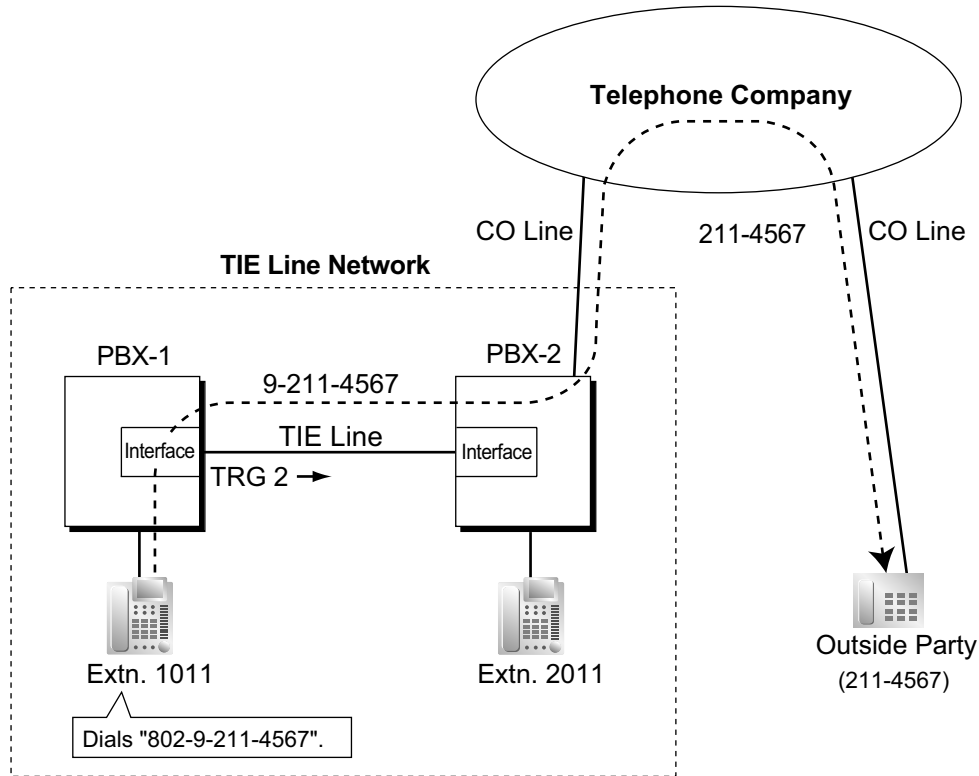 Telephone Company
CO Line
211-4567
CO Line
TIE Line Network
PBX-1
PBX-2
9-211-4567
Interface
TIE Line
Interface
TRG 2
Extn. 1011
Extn. 2011
Outside Party
(211-4567)
Dials "802-9-211-4567".